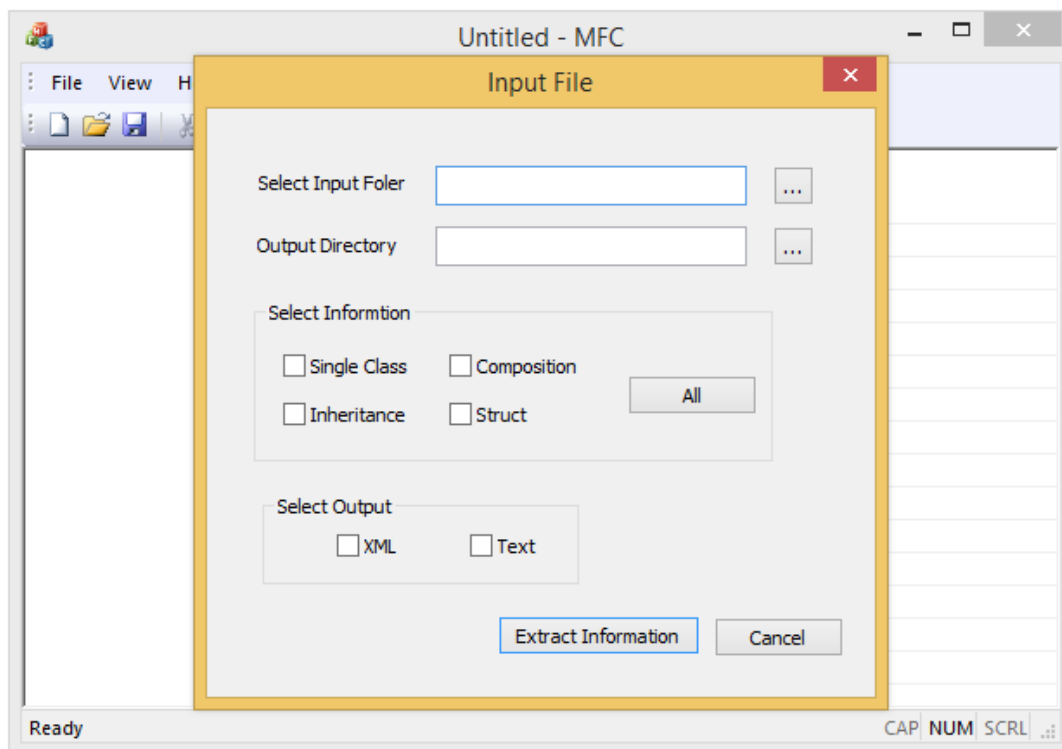 Untitled - MFC
File View H
Input File
Select Input Foler ...
Output Directory ...
Select Informtion
Single Class Composition
All
Inheritance Struct
Select Output
XML Text
Extract Information Cancel
Ready CAP NUM SCRL